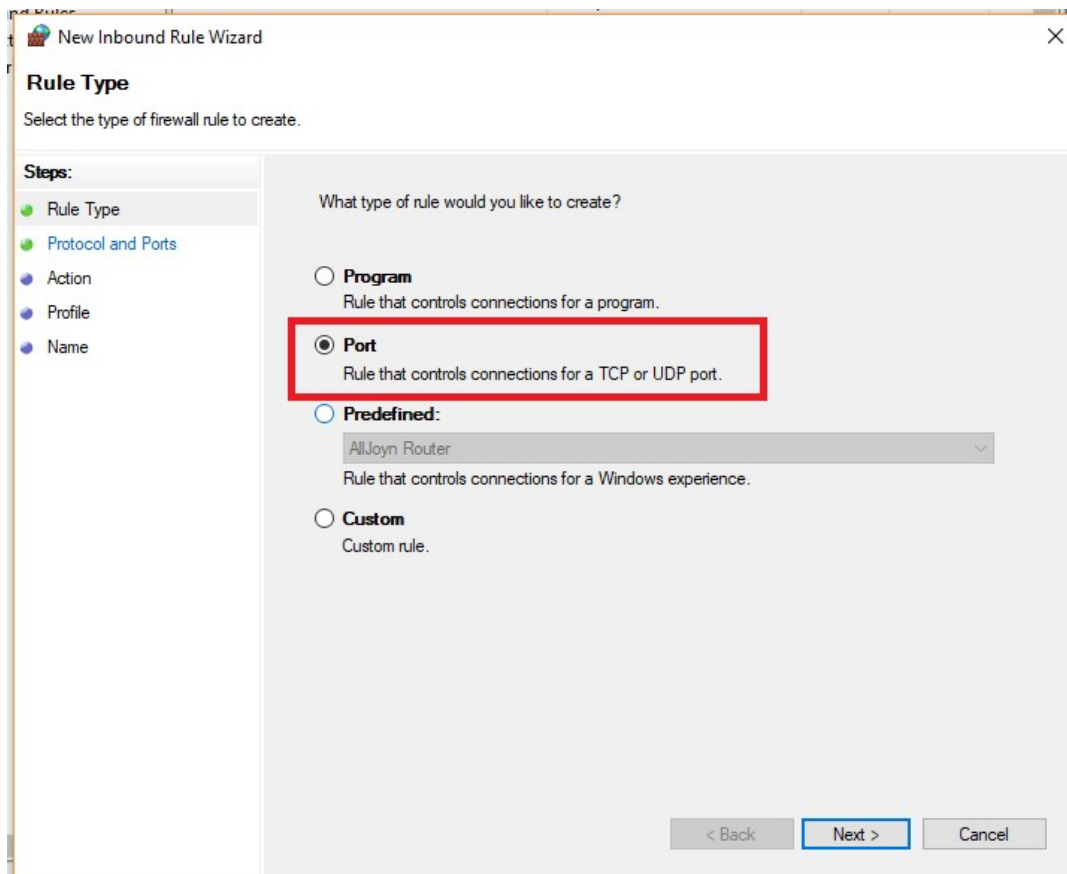 New Inbound Rule Wizard
Rule Type
Select the type of firewall rule to create.
Steps:
Rule Type
Protocol and Ports
Action
Profile
Name
What type of rule would you like to create?
Program
Rule that controls connections for a program.
Port
Rule that controls connections for a TCP or UDP port.
Predefined:
AllJoyn Router
Rule that controls connections for a Windows experience.
Custom
Custom rule.
< Back
Next >
Cancel